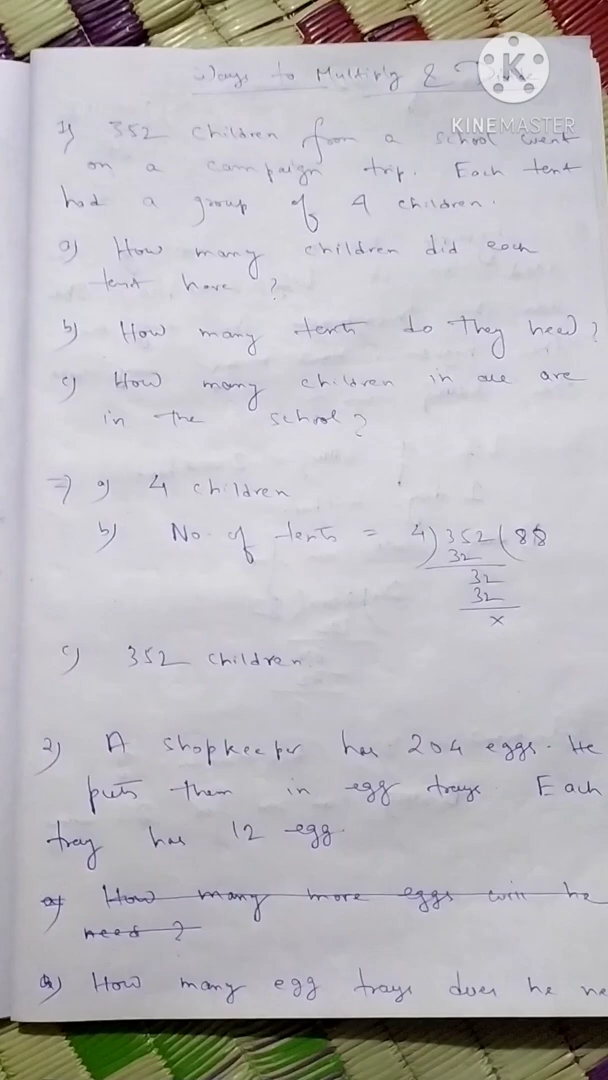 Ways to Multiply & D
KINEMASTER
1) 352 children from a school went
on a campaign trip. Each tent
had a group of 4 children.
a) How many children did each
tent have ?
b) How many tents do they need ?
c) How many children in all are
in the school ?
=> a) 4 children
b) No. of tents = 4)352(88
32
32
32
x
c) 352 children.
2) A shopkeeper has 204 eggs. He
puts them in egg trays. Each
tray has 12 egg.
a) How many more eggs will he
need ?
a) How many egg trays does he ne